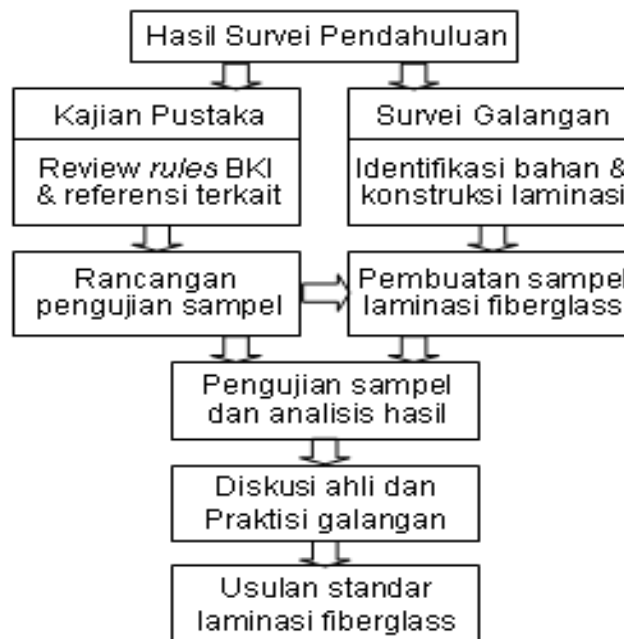 Hasil Survei Pendahuluan
Kajian Pustaka
Review rules BKI
& referensi terkait
Survei Galangan
Identifikasi bahan &
konstruksi laminasi
Rancangan
pengujian sampel
Pembuatan sampel
laminasi fiberglass
Pengujian sampel
dan analisis hasil
Diskusi ahli dan
Praktisi galangan
Usulan standar
laminasi fiberglass